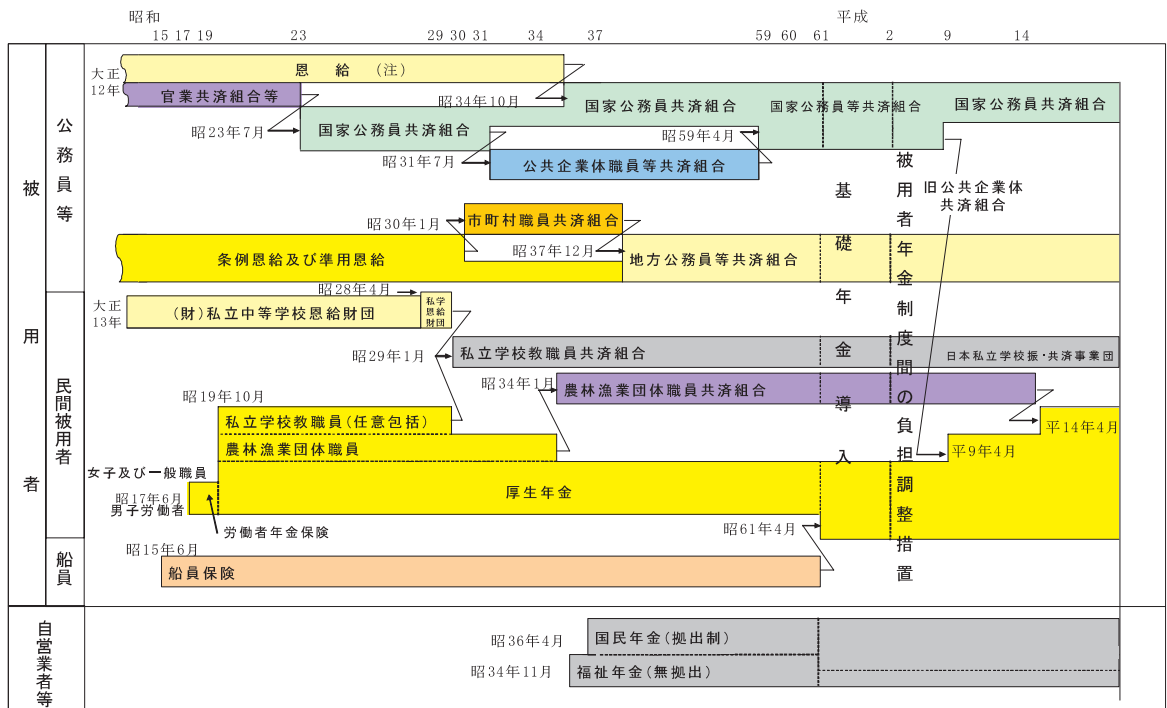 昭和
平成
15 17 19 23 29 30 31 34 37 59 60 61 2 9 14
被用者
公務員等
大正
12年
恩給 (注)
官業共済組合等
昭34年10月
昭23年7月
国家公務員共済組合
国家公務員共済組合
国家公務員等共済組合
国家公務員共済組合
昭59年4月
昭31年7月
公共企業体職員等共済組合
旧公共企業体
共済組合
昭30年1月
市町村職員共済組合
昭37年12月
条例恩給及び準用恩給
地方公務員等共済組合
基礎年金導入
被用者年金制度間の負担調整措置
民間被用者
大正
13年
昭28年4月
(財)私立中等学校恩給財団
私学
恩給
財団
昭29年1月
私立学校教職員共済組合
日本私立学校振・共済事業団
昭34年1月
農林漁業団体職員共済組合
昭19年10月
私立学校教職員(任意包括)
農林漁業団体職員
平14年4月
平9年4月
女子及び一般職員
昭17年6月
男子労働者
厚生年金
労働者年金保険
昭61年4月
船員
昭15年6月
船員保険
自営業者等
昭36年4月
国民年金(拠出制)
昭34年11月
福祉年金(無拠出)